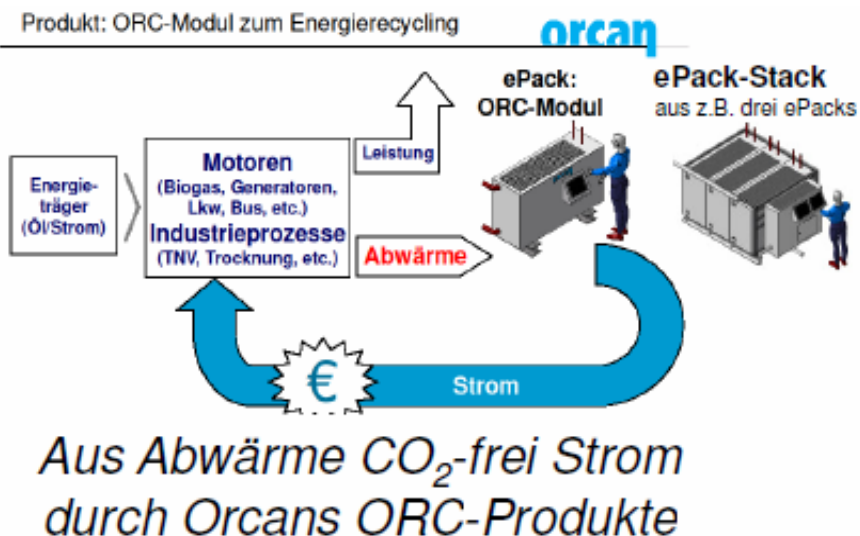 Produkt: ORC-Modul zum Energierecycling
orcan
ePack:
ORC-Modul
ePack-Stack
aus z.B. drei ePacks
Energie-
träger
(Öl/Strom)
Motoren
(Biogas, Generatoren,
Lkw, Bus, etc.)
Industrieprozesse
(TNV, Trocknung, etc.)
Leistung
Abwärme
€
Strom
Aus Abwärme CO₂-frei Strom
durch Orcans ORC-Produkte